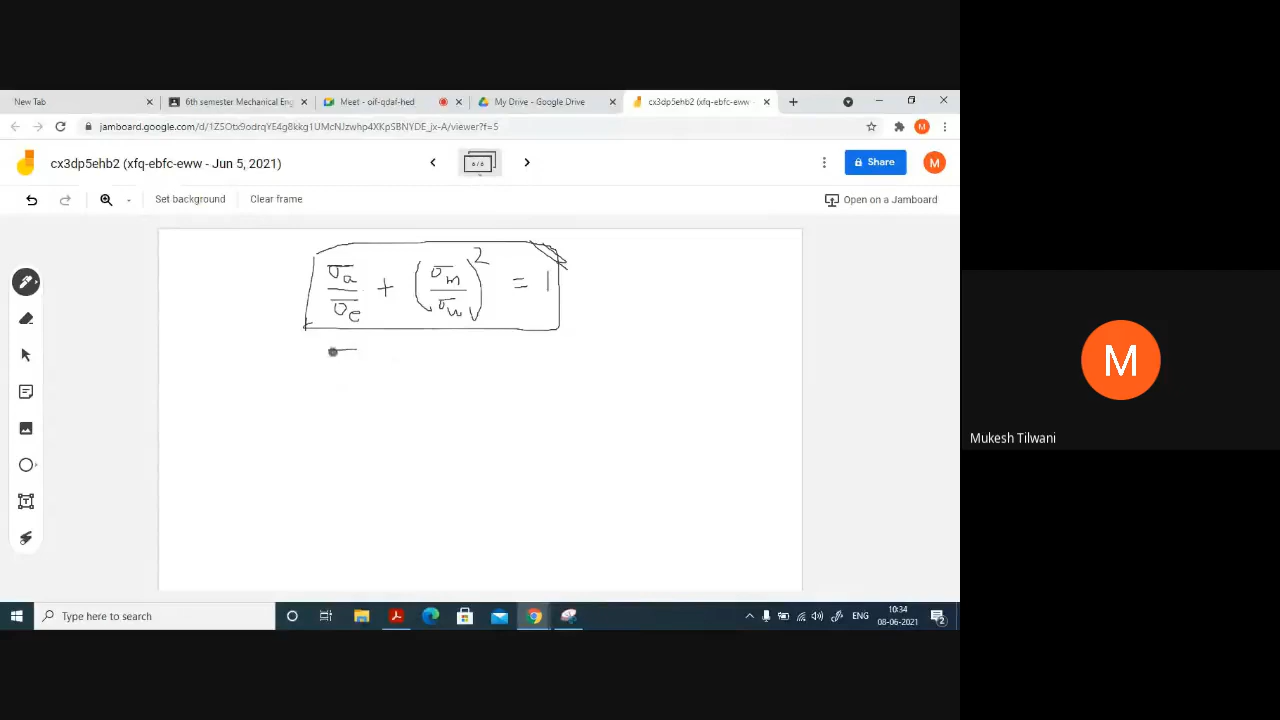 New Tab
6th semester Mechanical Eng
Meet - oif-qdaf-hed
My Drive - Google Drive
cx3dp5ehb2 (xfq-ebfc-eww -
jamboard.google.com/d/1ZSOtx9odrqYE4g8kkg1UMcNJzwhp4XKpSBNYDE_jx-A/viewer?f=5
M
cx3dp5ehb2 (xfq-ebfc-eww - Jun 5, 2021)
6 / 6
Share
M
Set background
Clear frame
Open on a Jamboard
σa/σe + (σm/σu)² = 1
M
Mukesh Tilwani
Type here to search
ENG
10:34
08-06-2021
2